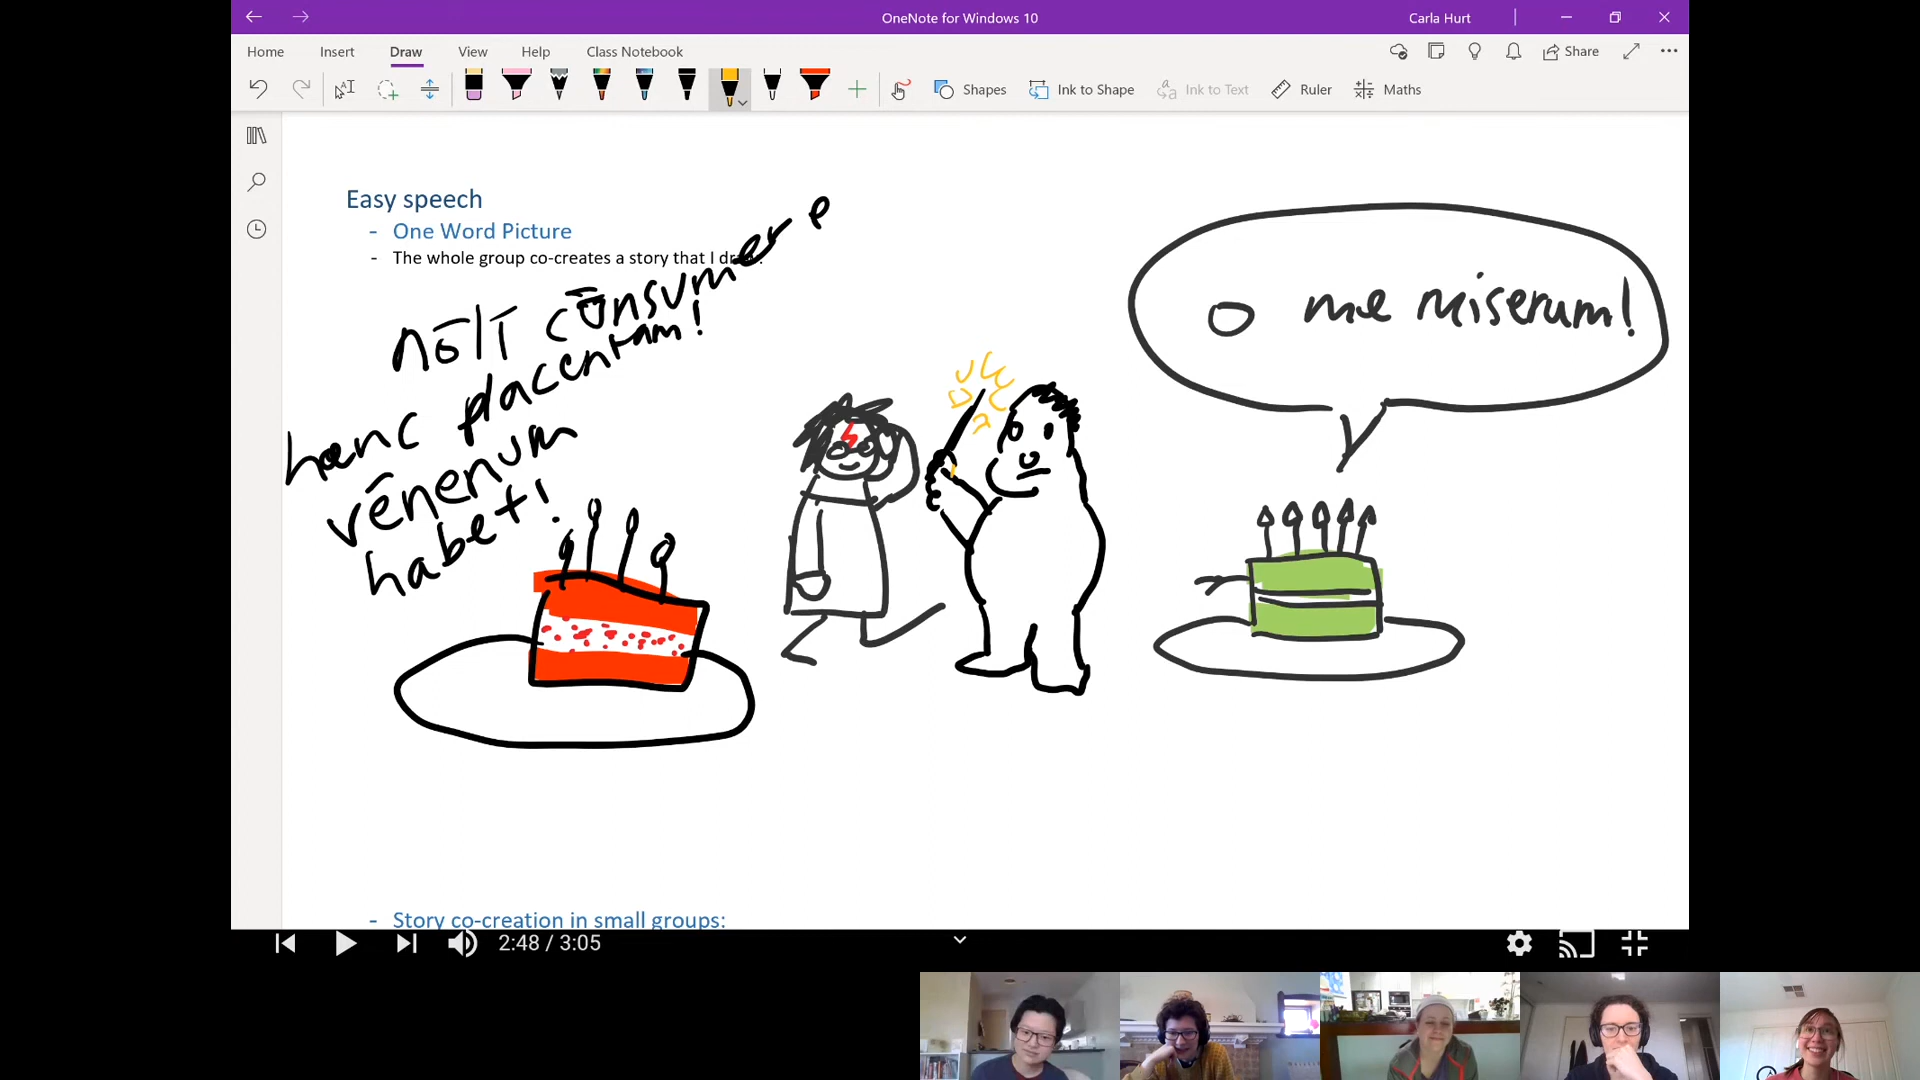 OneNote for Windows 10
Carla Hurt
Home Insert Draw View Help Class Notebook
Share
Shapes Ink to Shape Ink to Text Ruler Maths
Easy speech
- One Word Picture
- The whole group co-creates a story that I draw.
nōlī cōnsumere
hanc placentam!
venēnum
habet!
o me miserum!
- Story co-creation in small groups:
2:48 / 3:05